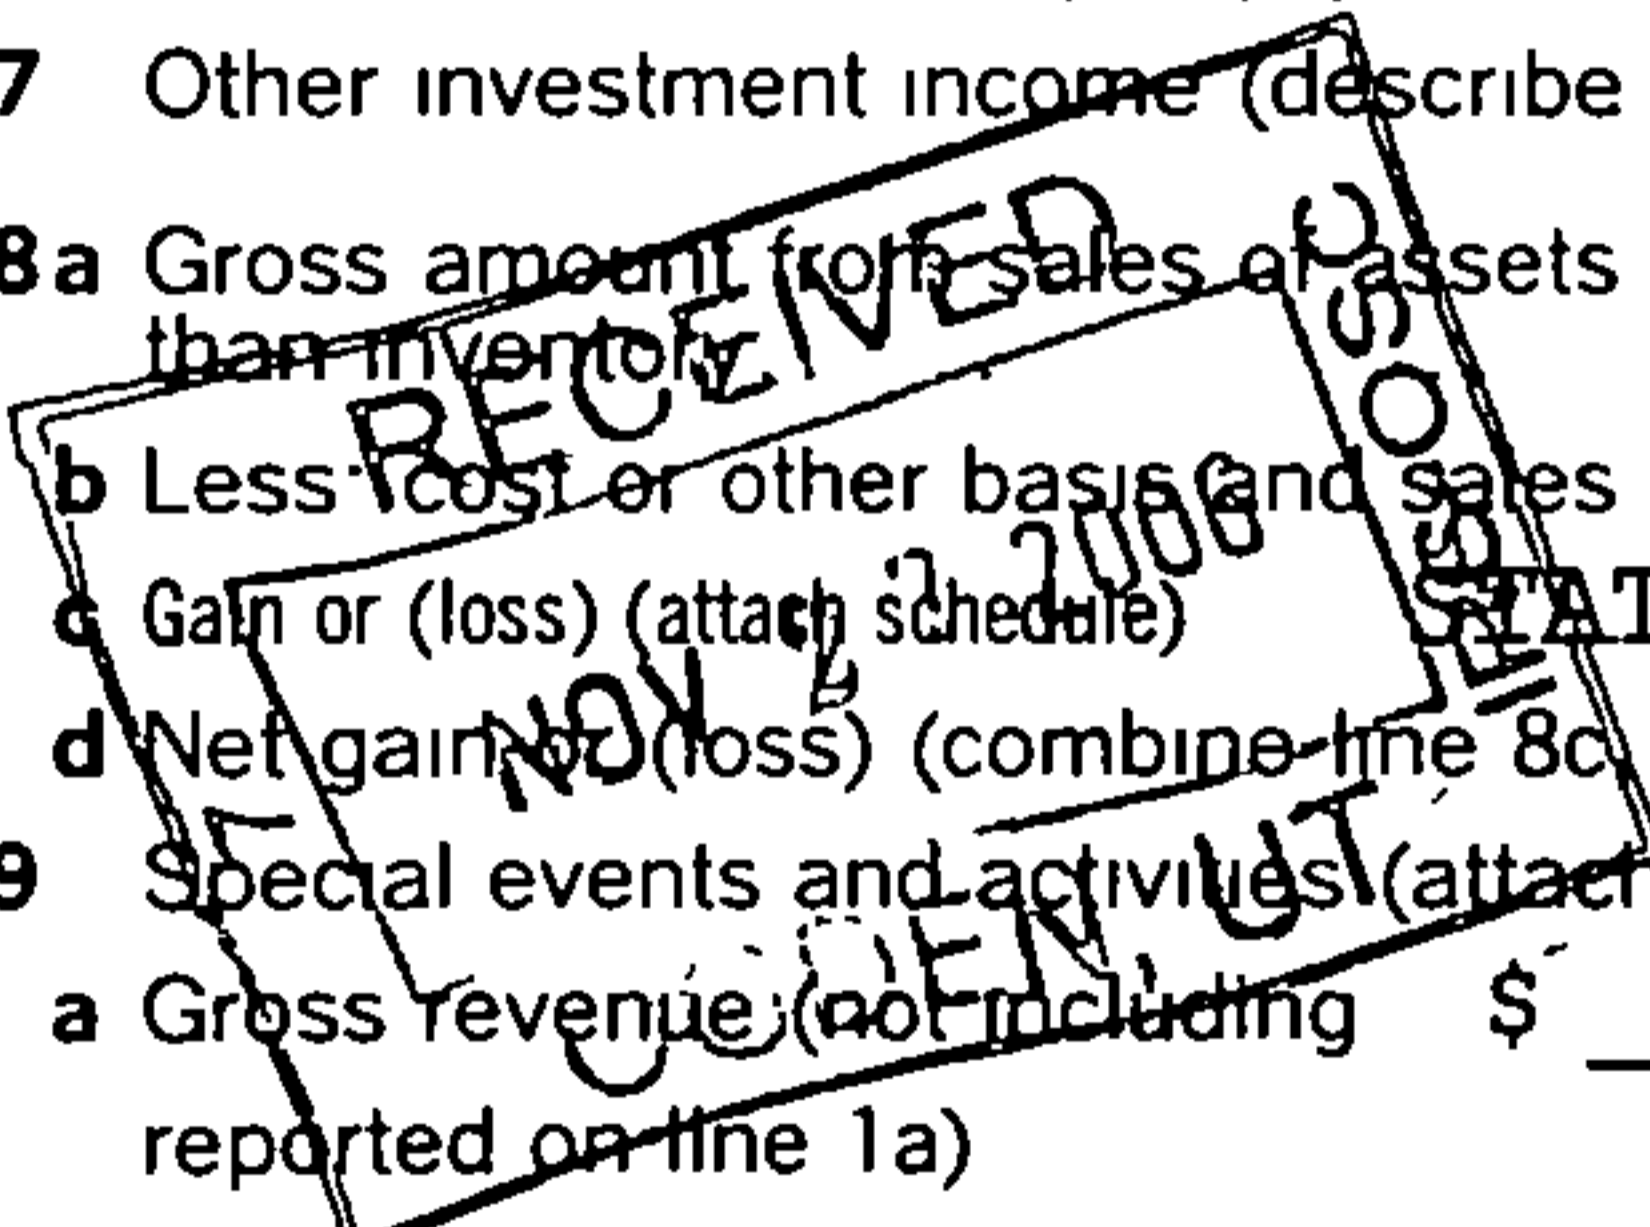 7 Other investment income (describe
8a Gross amount from sales of assets
than inventory
b Less cost or other basis and sales
c Gain or (loss) (attach schedule)
d Net gain or (loss) (combine line 8c
9 Special events and activities (attach
a Gross revenue (not including $
reported on line 1a)
RECEIVED
NOV 2006
UT